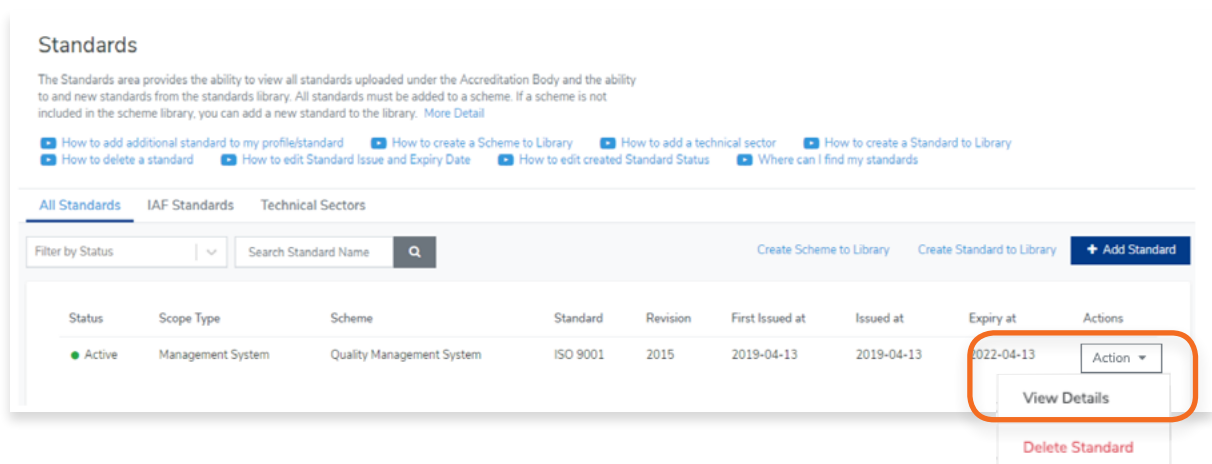 Standards
The Standards area provides the ability to view all standards uploaded under the Accreditation Body and the ability
to and new standards from the standards library. All standards must be added to a scheme. If a scheme is not
included in the scheme library, you can add a new standard to the library. More Detail
How to add additional standard to my profile/standard How to create a Scheme to Library How to add a technical sector How to create a Standard to Library
How to delete a standard How to edit Standard Issue and Expiry Date How to edit created Standard Status Where can I find my standards
All Standards IAF Standards Technical Sectors
Filter by Status Search Standard Name Create Scheme to Library Create Standard to Library + Add Standard
Status Scope Type Scheme Standard Revision First Issued at Issued at Expiry at Actions
Active Management System Quality Management System ISO 9001 2015 2019-04-13 2019-04-13 2022-04-13 Action
View Details
Delete Standard